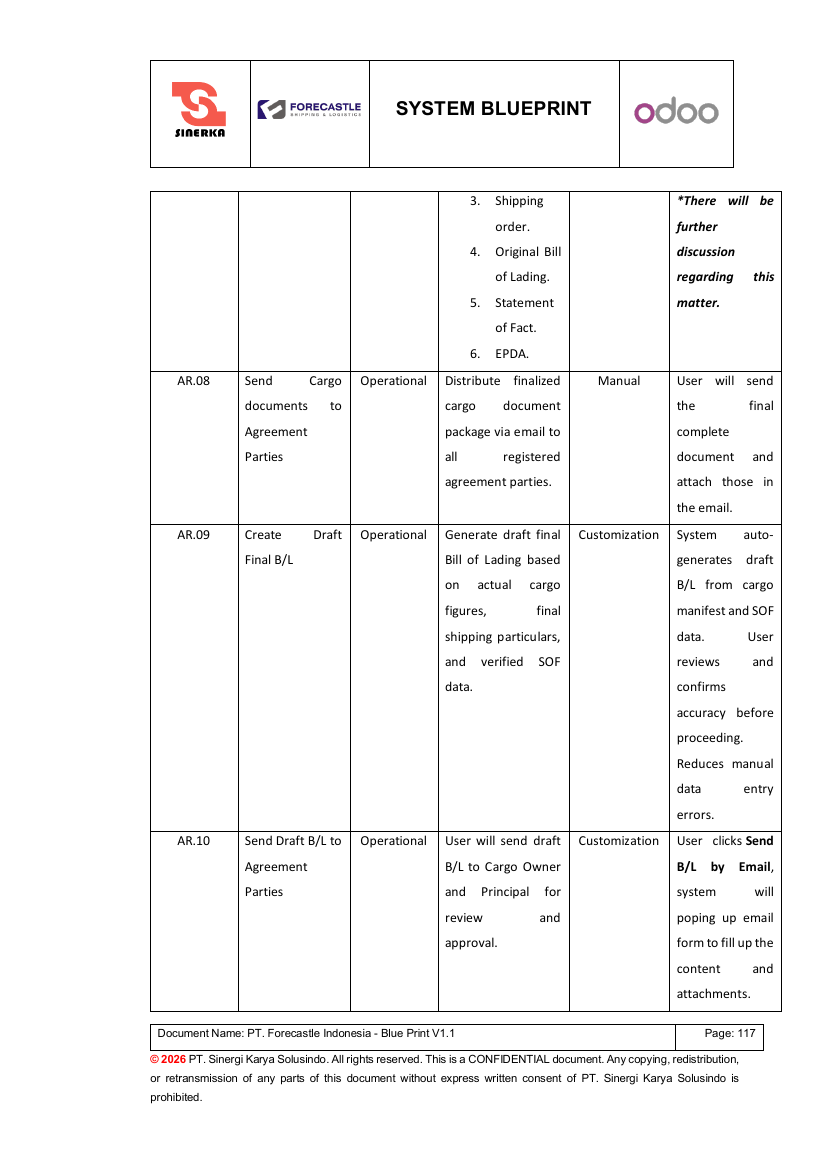 SINERKA
FORECASTLE
SHIPPING & LOGISTICS
SYSTEM BLUEPRINT
odoo
3. Shipping
order.
4. Original Bill
of Lading.
5. Statement
of Fact.
6. EPDA.
*There will be
further
discussion
regarding this
matter.
AR.08
Send Cargo
documents to
Agreement
Parties
Operational
Distribute finalized
cargo document
package via email to
all registered
agreement parties.
Manual
User will send
the final
complete
document and
attach those in
the email.
AR.09
Create Draft
Final B/L
Operational
Generate draft final
Bill of Lading based
on actual cargo
figures, final
shipping particulars,
and verified SOF
data.
Customization
System auto-
generates draft
B/L from cargo
manifest and SOF
data. User
reviews and
confirms
accuracy before
proceeding.
Reduces manual
data entry
errors.
AR.10
Send Draft B/L to
Agreement
Parties
Operational
User will send draft
B/L to Cargo Owner
and Principal for
review and
approval.
Customization
User clicks Send
B/L by Email,
system will
poping up email
form to fill up the
content and
attachments.
Document Name: PT. Forecastle Indonesia - Blue Print V1.1
Page: 117
© 2026 PT. Sinergi Karya Solusindo. All rights reserved. This is a CONFIDENTIAL document. Any copying, redistribution,
or retransmission of any parts of this document without express written consent of PT. Sinergi Karya Solusindo is
prohibited.